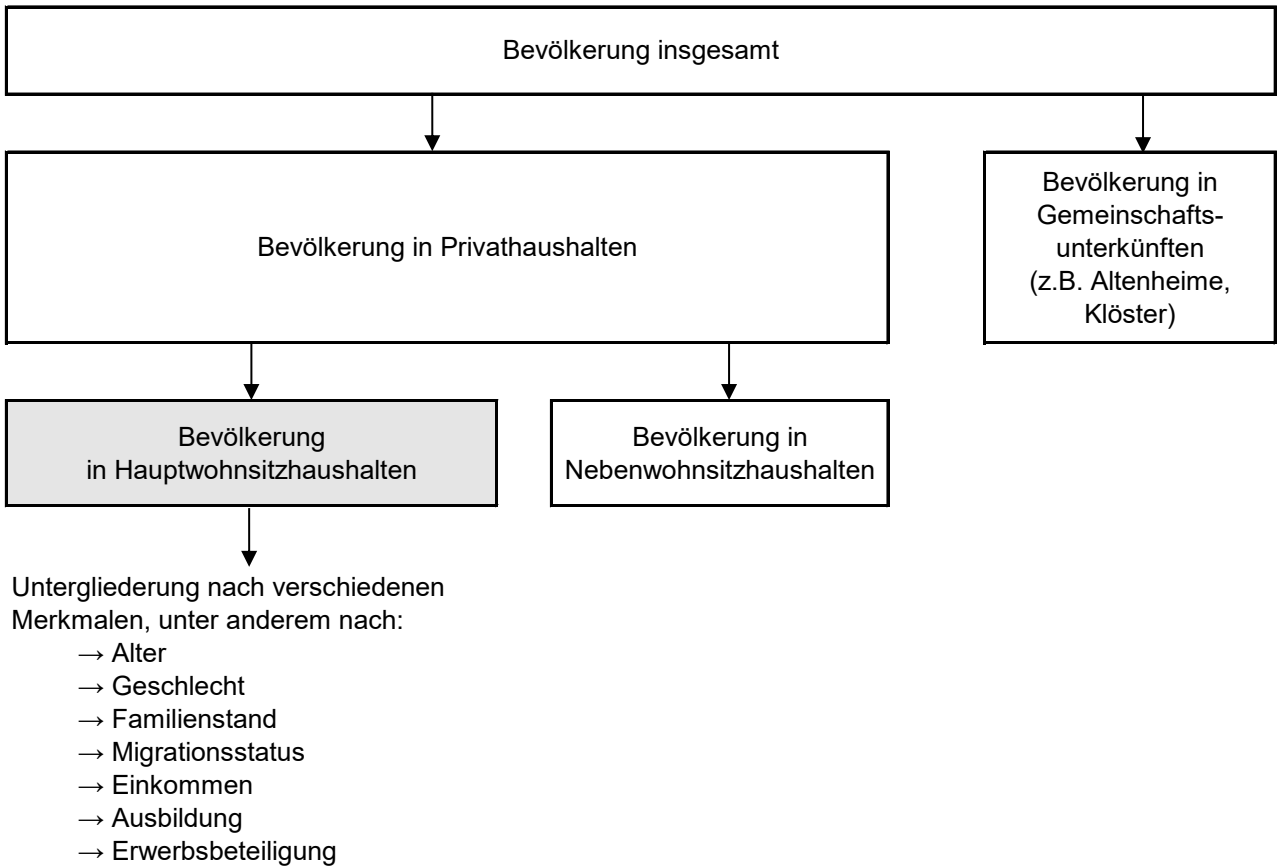 Bevölkerung insgesamt
Bevölkerung in Privathaushalten
Bevölkerung in
Gemeinschafts-
unterkünften
(z.B. Altenheime,
Klöster)
Bevölkerung
in Hauptwohnsitzhaushalten
Bevölkerung in
Nebenwohnsitzhaushalten
Untergliederung nach verschiedenen
Merkmalen, unter anderem nach:
→ Alter
→ Geschlecht
→ Familienstand
→ Migrationsstatus
→ Einkommen
→ Ausbildung
→ Erwerbsbeteiligung